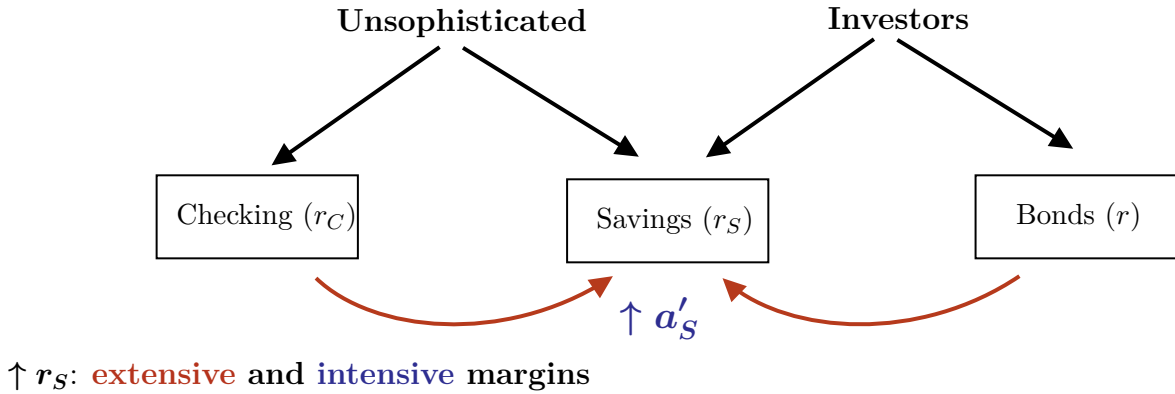 Unsophisticated Investors
Checking (r_C) Savings (r_S) Bonds (r)
↑ a'_S
↑ r_S: extensive and intensive margins